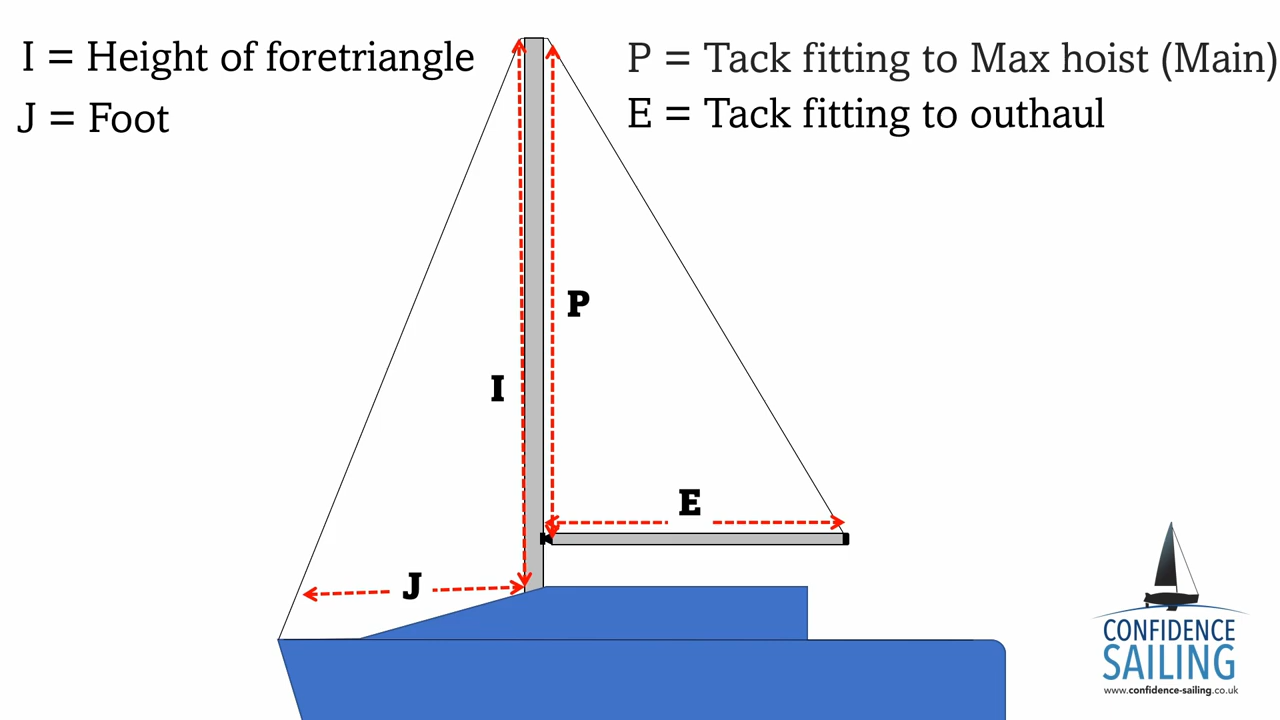 I = Height of foretriangle
J = Foot
P = Tack fitting to Max hoist (Main)
E = Tack fitting to outhaul
P
I
E
J
CONFIDENCE
SAILING
www.confidence-sailing.co.uk